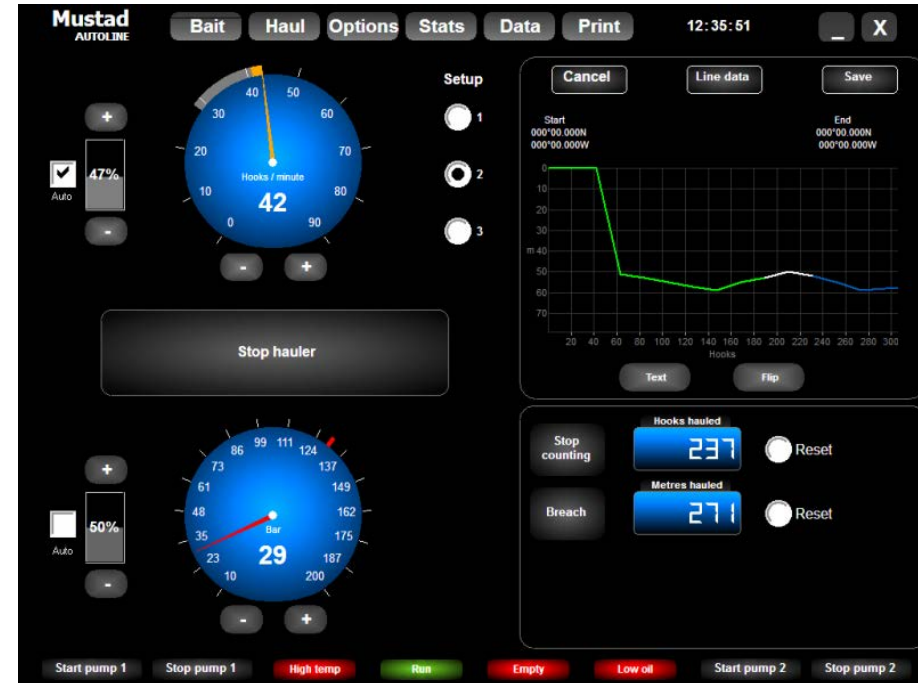 Mustad
AUTOLINE
Bait Haul Options Stats Data Print 12:35:51 _ X
Setup
1
2
3
+
47%
Auto
-
0 10 20 30 40 50 60 70 80 90
Hooks / minute
42
- +
Stop hauler
+
50%
Auto
-
10 23 35 48 61 73 86 99 111 124 137 149 162 175 187 200
Bar
29
- +
Cancel Line data Save
Start End
000°00.000N 000°00.000N
000°00.000W 000°00.000W
0
10
20
30
m 40
50
60
70
20 40 60 80 100 120 140 160 180 200 220 240 260 280 300
Hooks
Text Flip
Hooks hauled
Stop
counting
237
Reset
Metres hauled
Breach
271
Reset
Start pump 1 Stop pump 1 High temp Run Empty Low oil Start pump 2 Stop pump 2